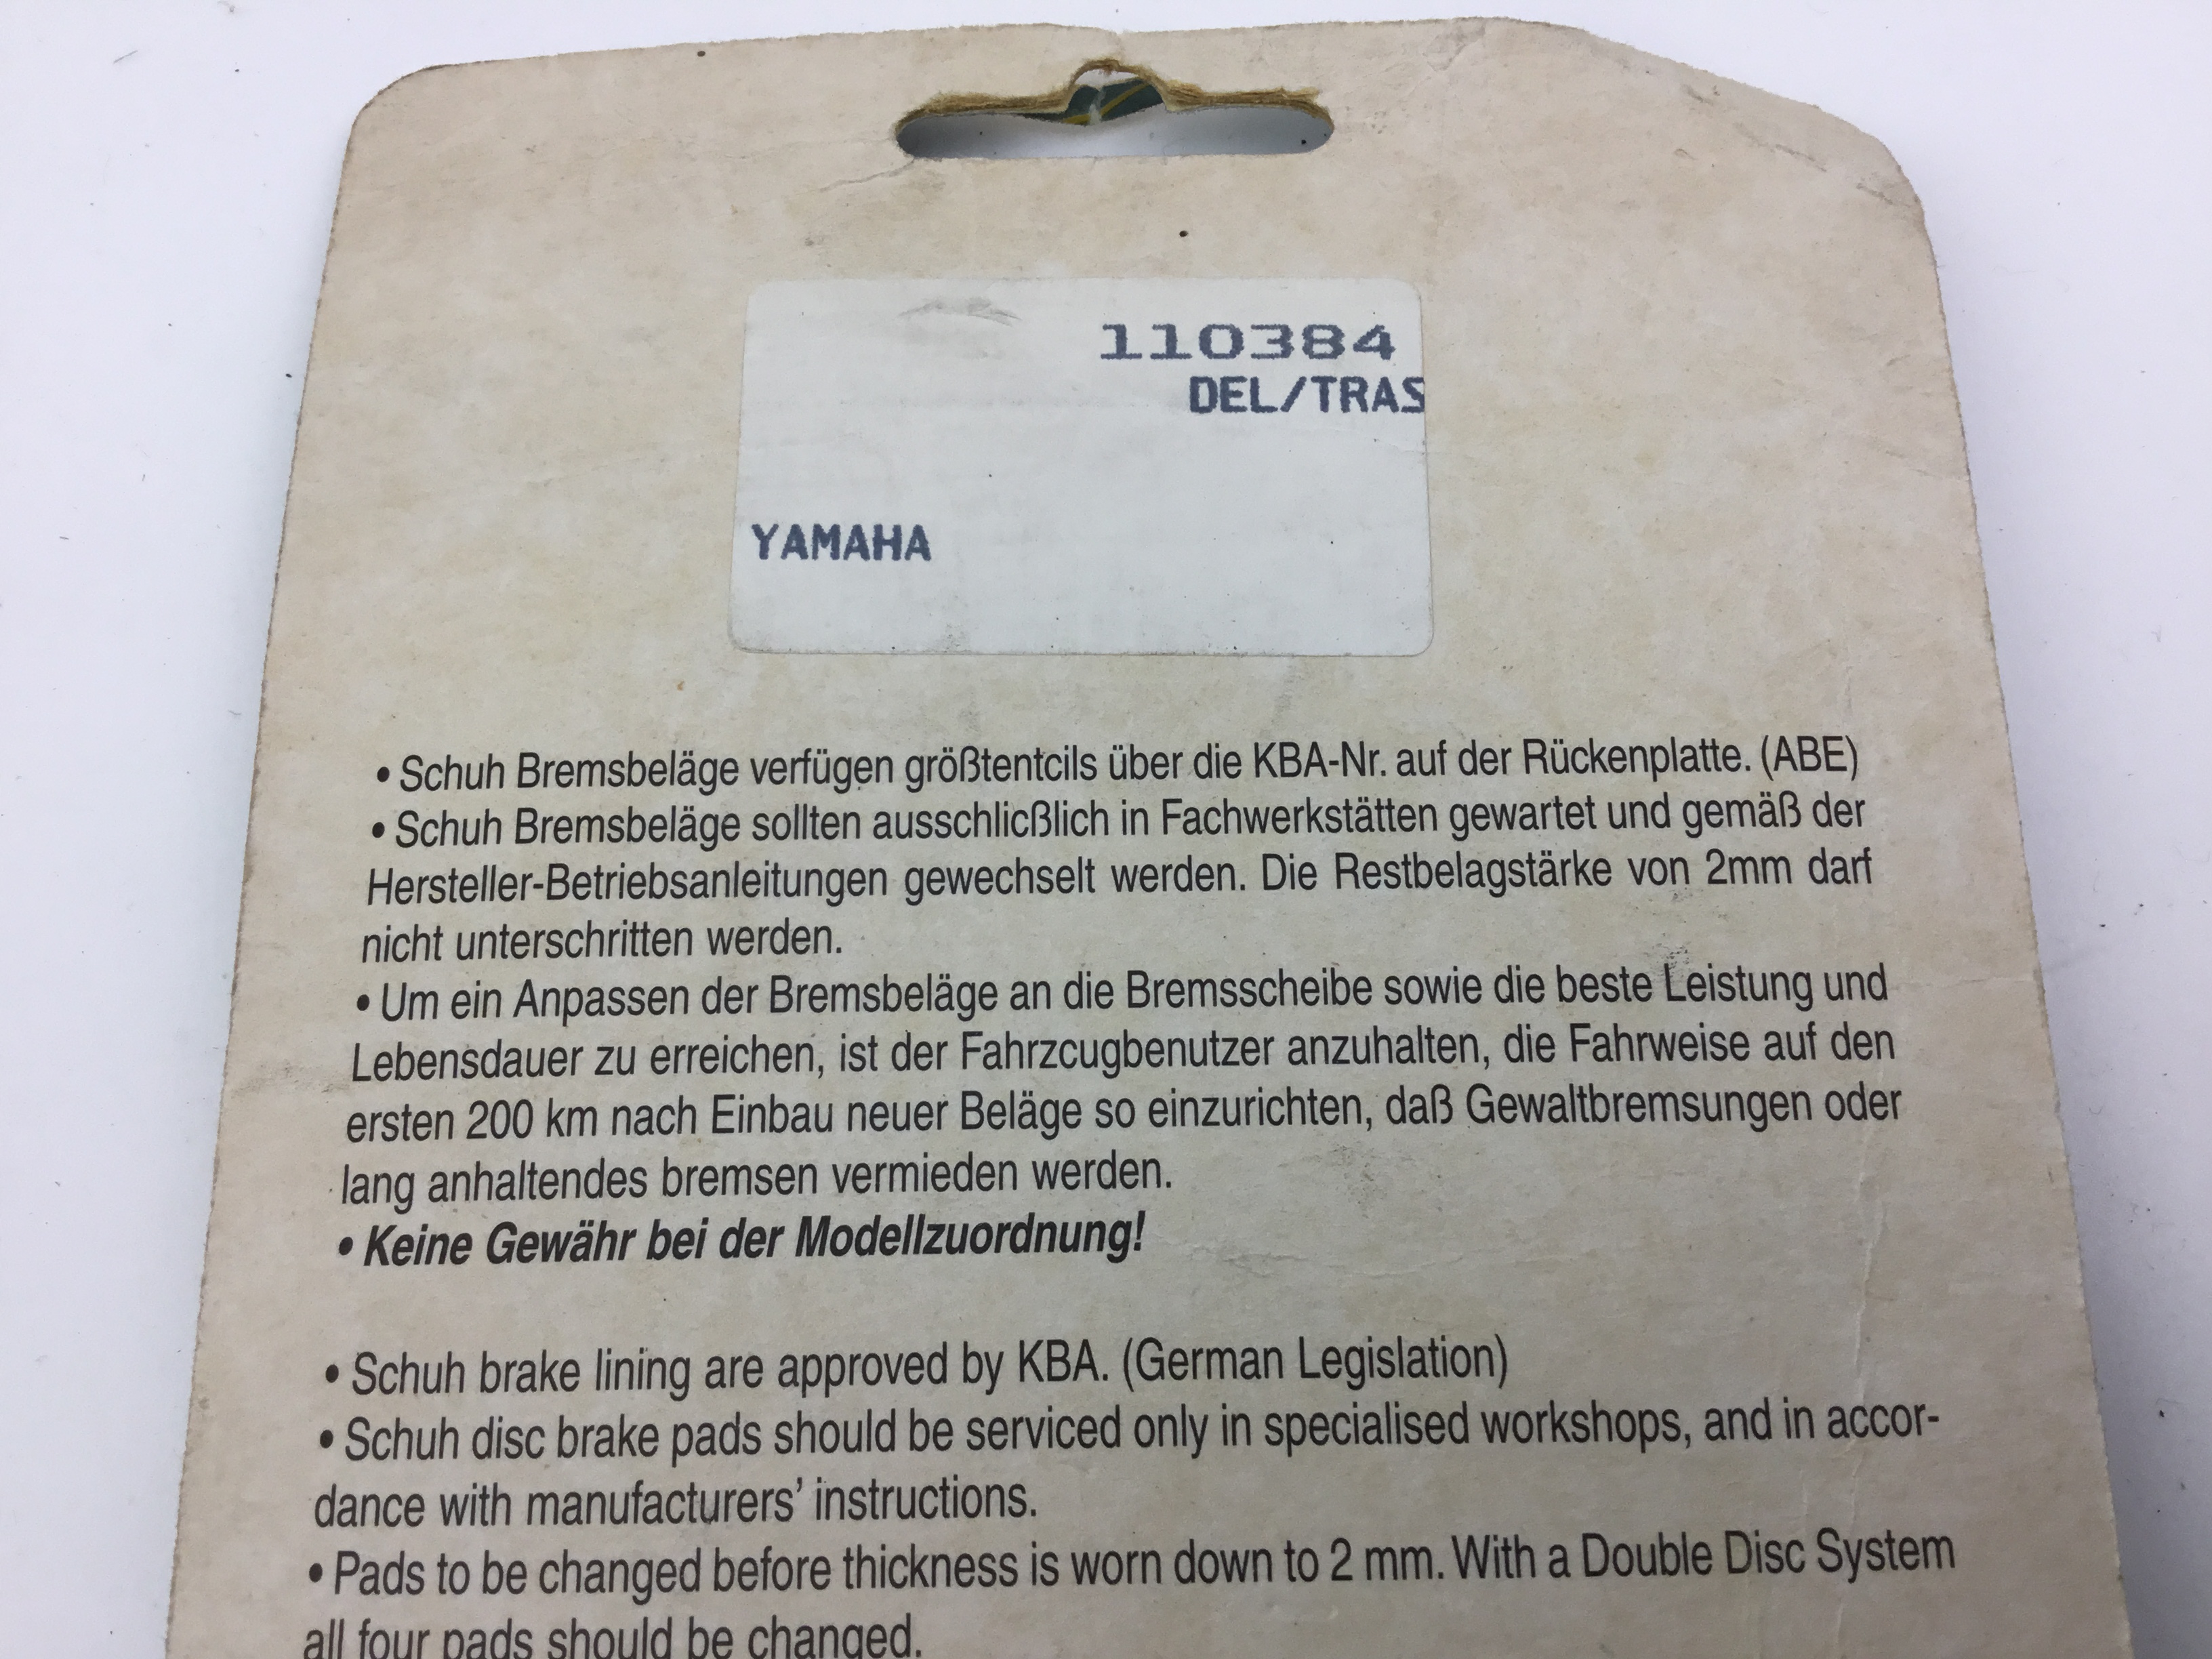 110384
DEL/TRAS
YAMAHA
• Schuh Bremsbeläge verfügen größtentcils über die KBA-Nr. auf der Rückenplatte. (ABE)
• Schuh Bremsbeläge sollten ausschlicßlich in Fachwerkstätten gewartet und gemäß der
Hersteller-Betriebsanleitungen gewechselt werden. Die Restbelagstärke von 2mm darf
nicht unterschritten werden.
• Um ein Anpassen der Bremsbeläge an die Bremsscheibe sowie die beste Leistung und
Lebensdauer zu erreichen, ist der Fahrzcugbenutzer anzuhalten, die Fahrweise auf den
ersten 200 km nach Einbau neuer Beläge so einzurichten, daß Gewaltbremsungen oder
lang anhaltendes bremsen vermieden werden.
• Keine Gewähr bei der Modellzuordnung!
• Schuh brake lining are approved by KBA. (German Legislation)
• Schuh disc brake pads should be serviced only in specialised workshops, and in accor-
dance with manufacturers' instructions.
• Pads to be changed before thickness is worn down to 2 mm. With a Double Disc System
all four pads should be changed.